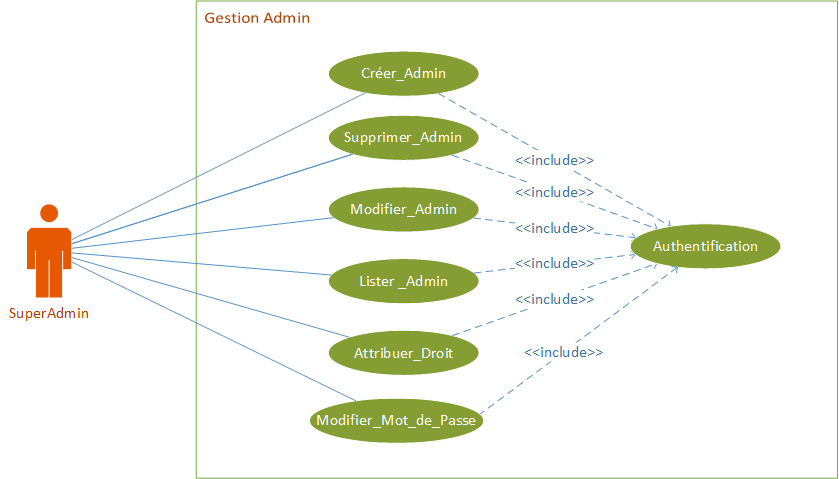 Gestion Admin
Créer_Admin
Supprimer_Admin
<<include>>
<<include>>
Modifier_Admin
<<include>>
Authentification
<<include>>
Lister _Admin
<<include>>
SuperAdmin
Attribuer_Droit
<<include>>
Modifier_Mot_de_Passe